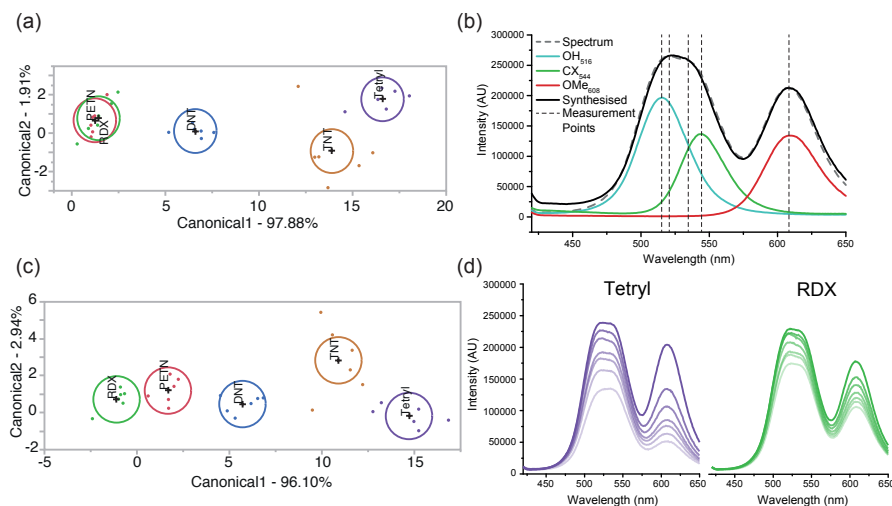 (a)
Canonical2 - 1.91%
2
0
-2
PETN
RDX
DNT
TNT
Tetryl
0
5
10
15
20
Canonical1 - 97.88%
(b)
Intensity (AU)
300000
250000
200000
150000
100000
50000
0
Spectrum
OH516
CX544
OMe608
Synthesised
Measurement
Points
450
500
550
600
650
Wavelength (nm)
(c)
Canonical2 - 2.94%
6
4
2
0
-2
RDX
PETN
DNT
TNT
Tetryl
-5
0
5
10
15
Canonical1 - 96.10%
(d)
Tetryl
RDX
Intensity (AU)
300000
250000
200000
150000
100000
50000
0
450 500 550 600 650
450 500 550 600 650
Wavelength (nm)
Wavelength (nm)